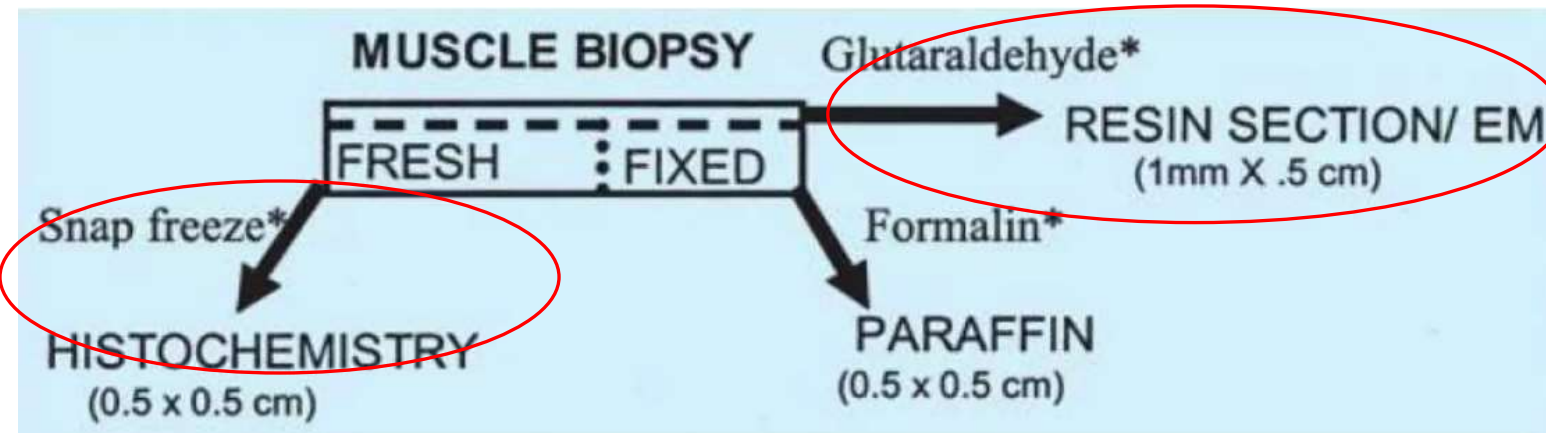 MUSCLE BIOPSY
Glutaraldehyde*
RESIN SECTION/ EM
(1mm X .5 cm)
FRESH
FIXED
Snap freeze*
Formalin*
HISTOCHEMISTRY
(0.5 x 0.5 cm)
PARAFFIN
(0.5 x 0.5 cm)